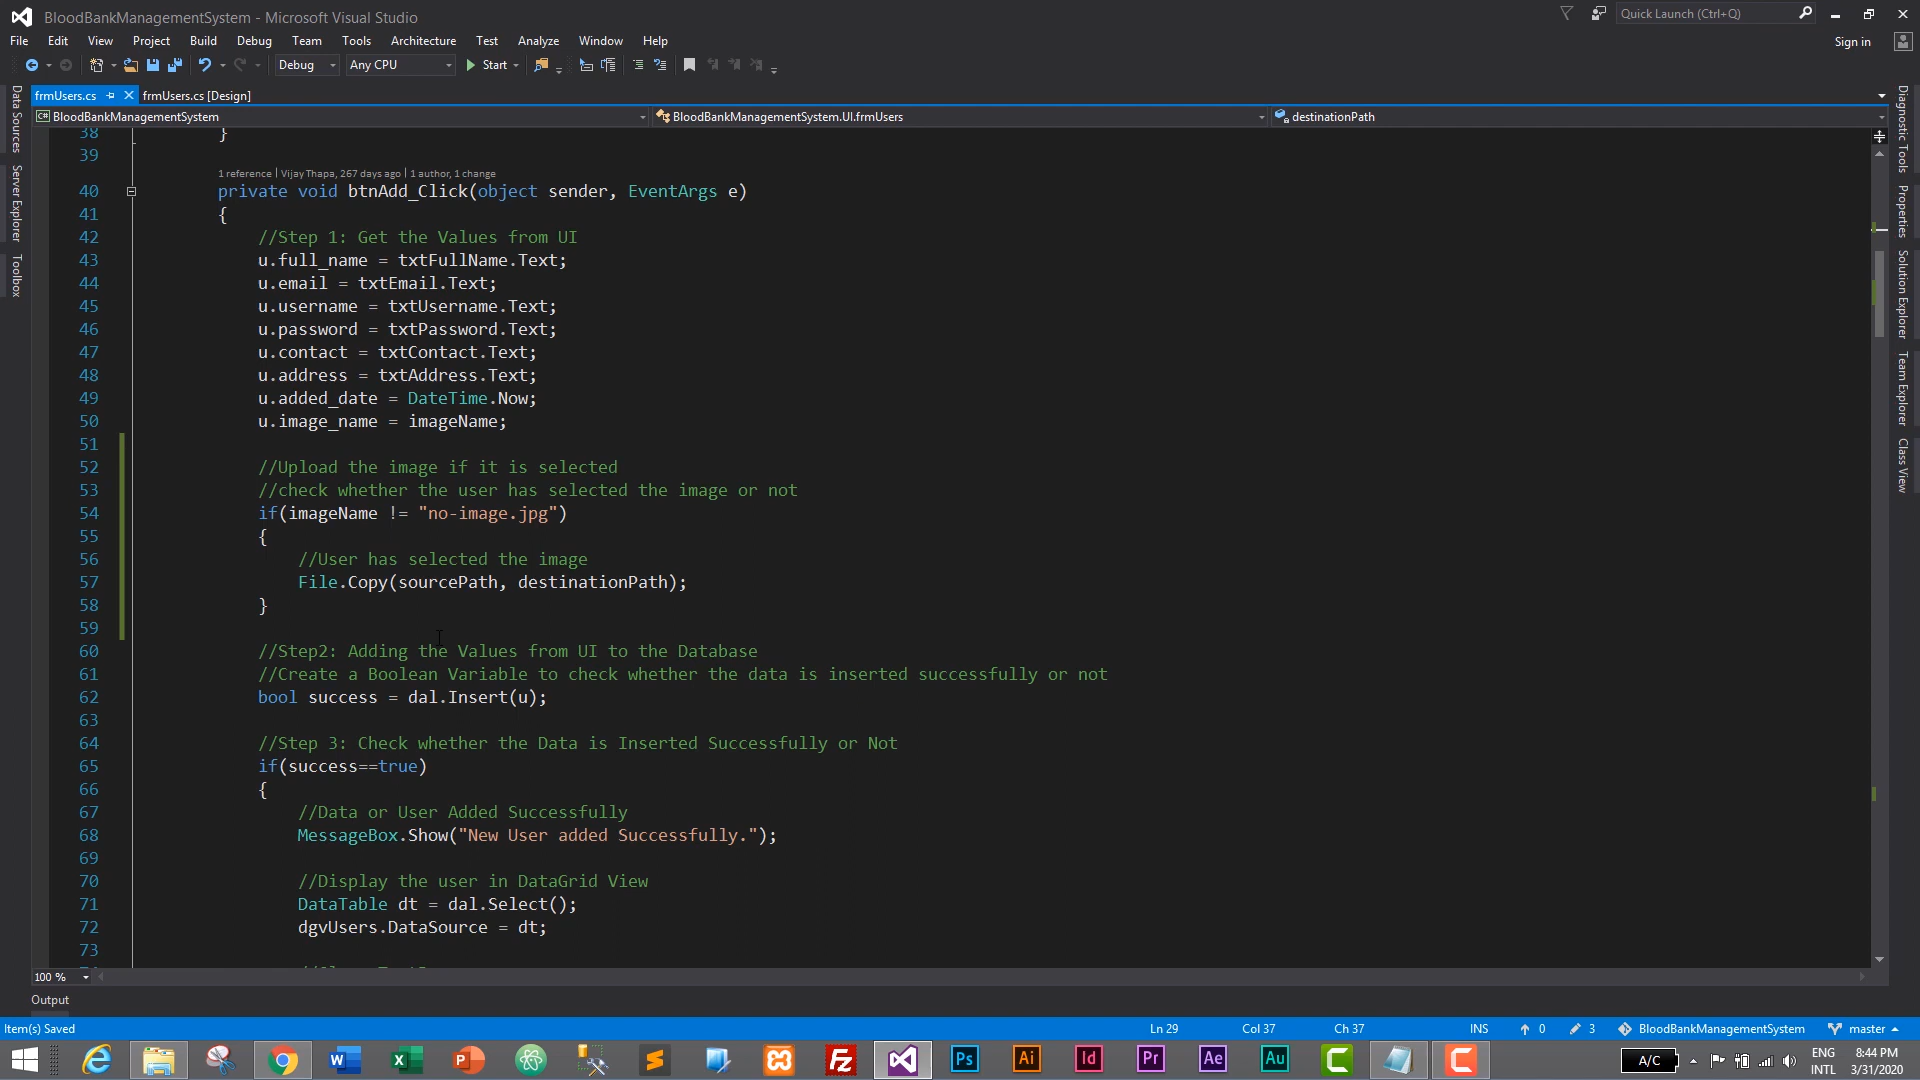 BloodBankManagementSystem - Microsoft Visual Studio
Quick Launch (Ctrl+Q)
File Edit View Project Build Debug Team Tools Architecture Test Analyze Window Help
Sign in
Debug Any CPU Start
frmUsers.cs frmUsers.cs [Design]
BloodBankManagementSystem BloodBankManagementSystem.UI.frmUsers destinationPath
Data Sources
Server Explorer
Toolbox
Diagnostic Tools
Properties
Solution Explorer
Team Explorer
Class View
38 }
39
1 reference | Vijay Thapa, 267 days ago | 1 author, 1 change
40 private void btnAdd_Click(object sender, EventArgs e)
41 {
42 //Step 1: Get the Values from UI
43 u.full_name = txtFullName.Text;
44 u.email = txtEmail.Text;
45 u.username = txtUsername.Text;
46 u.password = txtPassword.Text;
47 u.contact = txtContact.Text;
48 u.address = txtAddress.Text;
49 u.added_date = DateTime.Now;
50 u.image_name = imageName;
51
52 //Upload the image if it is selected
53 //check whether the user has selected the image or not
54 if(imageName != "no-image.jpg")
55 {
56 //User has selected the image
57 File.Copy(sourcePath, destinationPath);
58 }
59
60 //Step2: Adding the Values from UI to the Database
61 //Create a Boolean Variable to check whether the data is inserted successfully or not
62 bool success = dal.Insert(u);
63
64 //Step 3: Check whether the Data is Inserted Successfully or Not
65 if(success==true)
66 {
67 //Data or User Added Successfully
68 MessageBox.Show("New User added Successfully.");
69
70 //Display the user in DataGrid View
71 DataTable dt = dal.Select();
72 dgvUsers.DataSource = dt;
73
100 %
Output
Item(s) Saved Ln 29 Col 37 Ch 37 INS 0 3 BloodBankManagementSystem master
Ps Ai Id Pr Ae Au
A/C
ENG 8:44 PM
INTL 3/31/2020